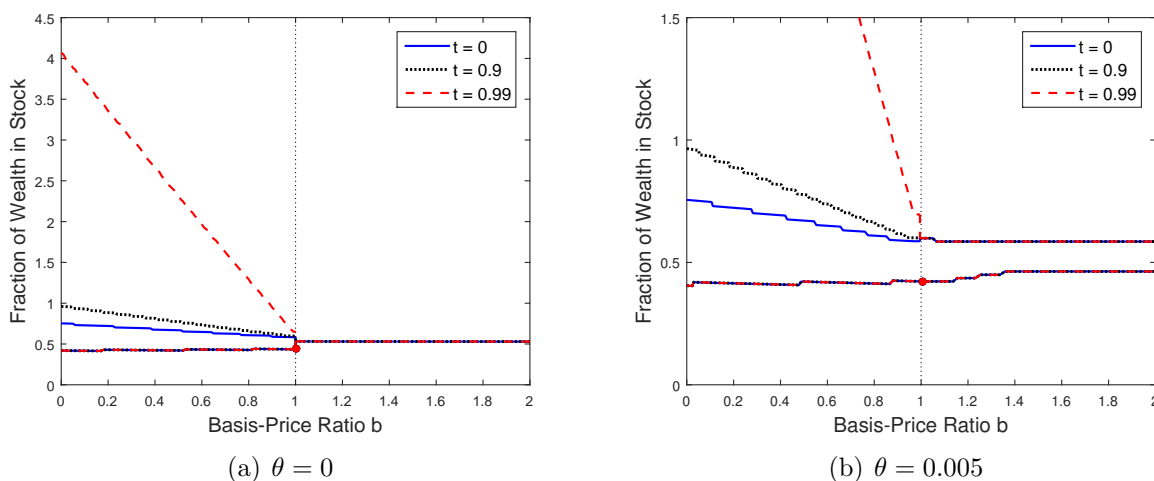 4.5
4
3.5
3
2.5
2
1.5
1
0.5
0
Fraction of Wealth in Stock
t = 0
t = 0.9
t = 0.99
0 0.2 0.4 0.6 0.8 1 1.2 1.4 1.6 1.8 2
Basis-Price Ratio b
(a) θ = 0
1.5
1
0.5
0
Fraction of Wealth in Stock
t = 0
t = 0.9
t = 0.99
0 0.2 0.4 0.6 0.8 1 1.2 1.4 1.6 1.8 2
Basis-Price Ratio b
(b) θ = 0.005